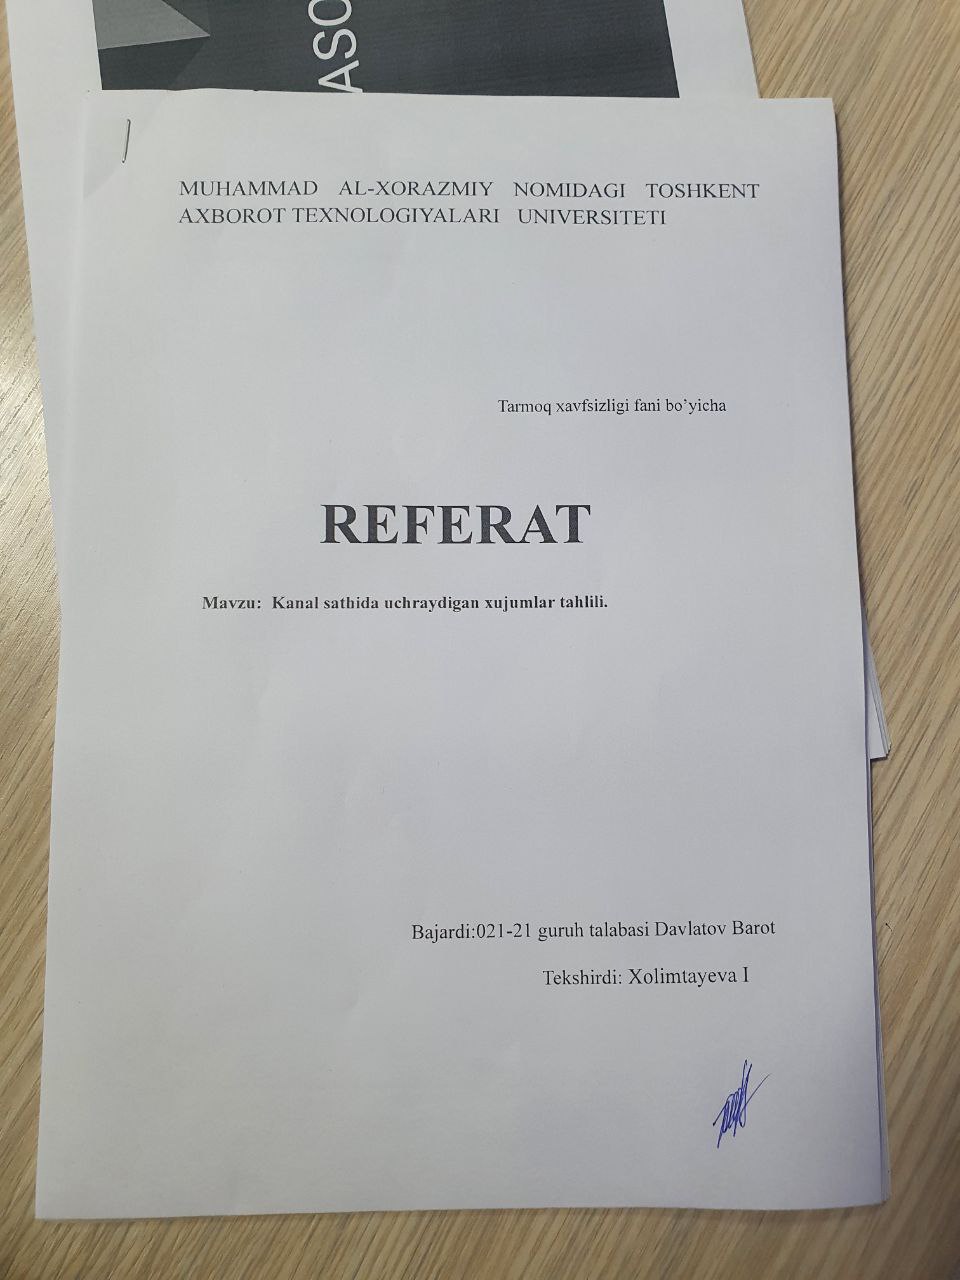 ASO
MUHAMMAD AL-XORAZMIY NOMIDAGI TOSHKENT
AXBOROT TEXNOLOGIYALARI UNIVERSITETI
Tarmoq xavfsizligi fani bo’yicha
REFERAT
Mavzu: Kanal sathida uchraydigan xujumlar tahlili.
Bajardi:021-21 guruh talabasi Davlatov Barot
Tekshirdi: Xolimtayeva I